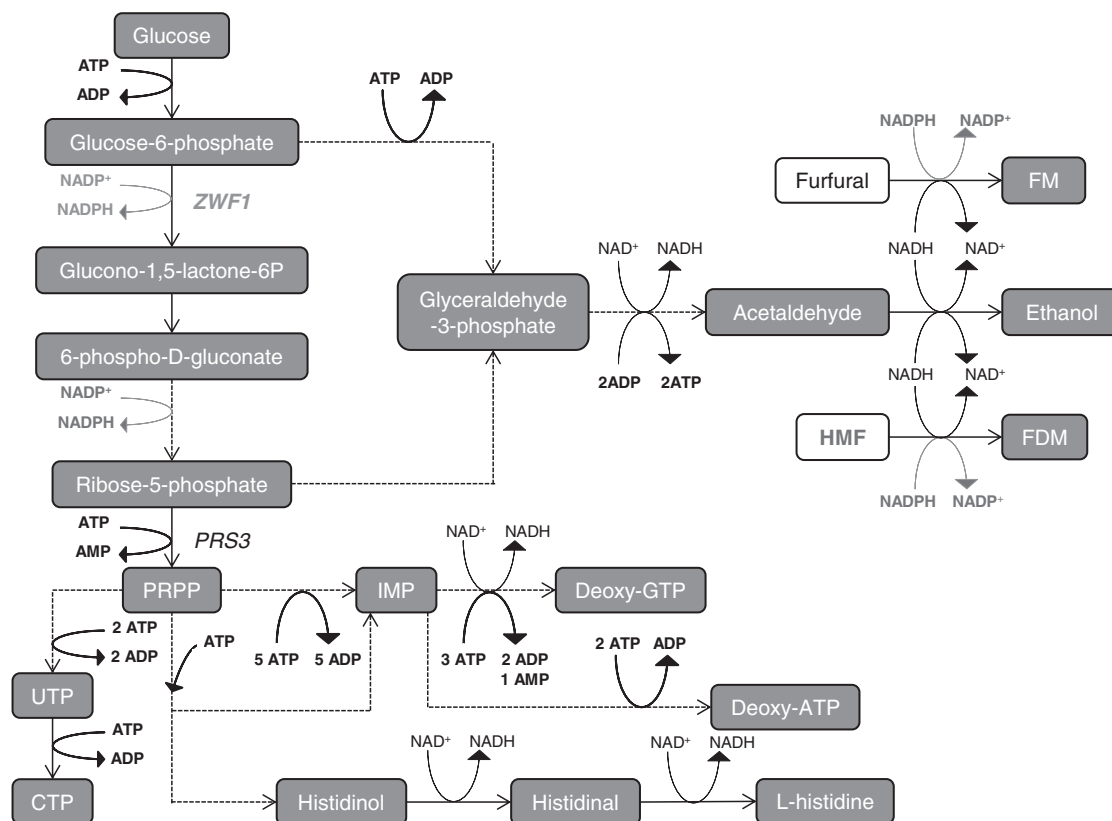 Glucose
ATP
ADP
ATP ADP
Glucose-6-phosphate
NADP⁺
NADPH
ZWF1
Glucono-1,5-lactone-6P
6-phospho-D-gluconate
NADP⁺
NADPH
Ribose-5-phosphate
Glyceraldehyde
-3-phosphate
NAD⁺ NADH
2ADP 2ATP
Acetaldehyde
NADPH NADP⁺
Furfural
FM
NADH NAD⁺
Ethanol
NADH NAD⁺
HMF
FDM
NADPH NADP⁺
ATP
AMP
PRS3
PRPP
5 ATP 5 ADP
IMP
NAD⁺ NADH
3 ATP 2 ADP
1 AMP
Deoxy-GTP
2 ATP ADP
Deoxy-ATP
2 ATP
2 ADP
ATP
UTP
ATP
ADP
CTP
Histidinol
NAD⁺ NADH
Histidinal
NAD⁺ NADH
L-histidine